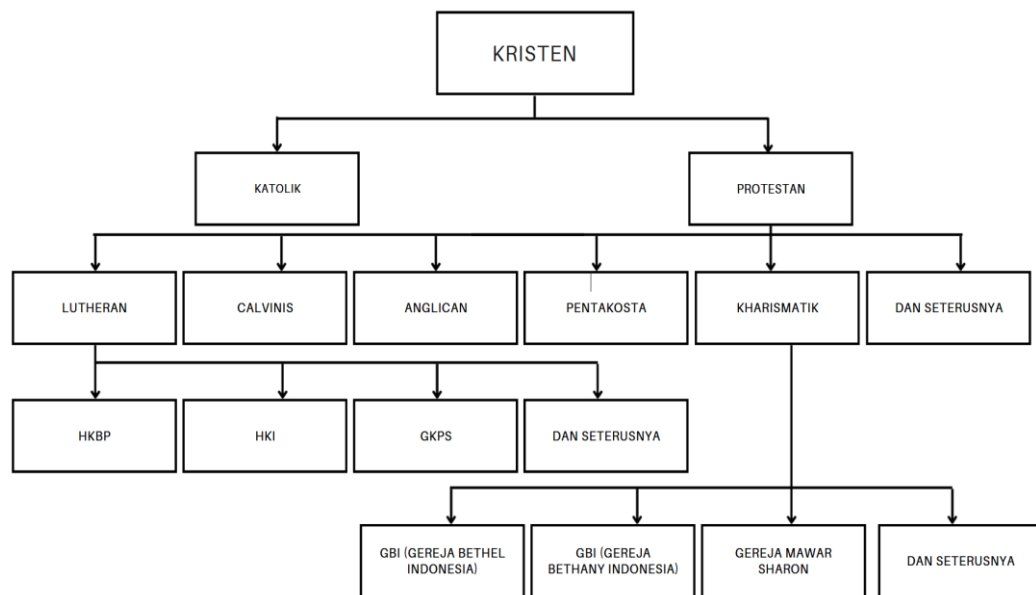 KRISTEN
KATOLIK
PROTESTAN
LUTHERAN
CALVINIS
ANGLICAN
PENTAKOSTA
KHARISMATIK
DAN SETERUSNYA
HKBP
HKI
GKPS
DAN SETERUSNYA
GBI (GEREJA BETHEL
INDONESIA)
GBI (GEREJA
BETHANY INDONESIA)
GEREJA MAWAR
SHARON
DAN SETERUSNYA